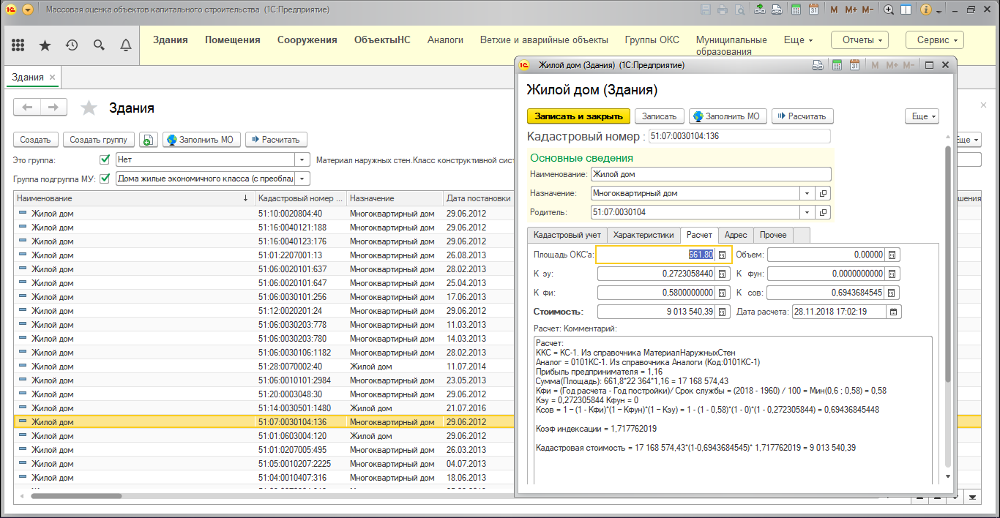 Массовая оценка объектов капитального строительства (1С:Предприятие)
M M+ M-
Здания Помещения Сооружения ОбъектыНС Аналоги Ветхие и аварийные объекты Группы ОКС Муниципальные образования Еще Отчеты Сервис
Здания ×
Здания
Создать Создать группу Заполнить МО Расчитать
Еще
Это группа: Нет Материал наружных стен.Класс конструктивной сист
Группа подгруппа МУ: Дома жилые экономичного класса (с преоблад
Наименование ↓ Кадастровый номер ... Назначение Дата постановки
Жилой дом 51:10:0020804:40 Многоквартирный дом 29.06.2012
Жилой дом 51:16:0040121:188 Многоквартирный дом 29.06.2012
Жилой дом 51:16:0040123:176 Многоквартирный дом 29.06.2012
Жилой дом 51:01:2207001:13 Многоквартирный дом 26.08.2013
Жилой дом 51:06:0020101:637 Многоквартирный дом 28.02.2013
Жилой дом 51:06:0020101:647 Многоквартирный дом 25.04.2013
Жилой дом 51:06:0030101:256 Многоквартирный дом 17.06.2013
Жилой дом 51:12:0020201:24 Многоквартирный дом 29.06.2012
Жилой дом 51:06:0030203:778 Многоквартирный дом 11.03.2013
Жилой дом 51:06:0030203:780 Многоквартирный дом 14.03.2013
Жилой дом 51:06:0030106:1182 Многоквартирный дом 28.02.2013
Жилой дом 51:28:0070002:40 Жилой дом 11.07.2014
Жилой дом 51:06:0010101:2984 Многоквартирный дом 23.05.2013
Жилой дом 51:20:0003048:30 Многоквартирный дом 29.06.2012
Жилой дом 51:14:0030501:1480 Жилой дом 21.07.2016
Жилой дом 51:07:0030104:136 Многоквартирный дом 29.06.2012
Жилой дом 51:01:0603004:120 Жилой дом 29.06.2012
Жилой дом 51:01:0207005:495 Многоквартирный дом 26.03.2013
Жилой дом 51:05:0010207:2225 Многоквартирный дом 04.07.2013
Жилой дом 51:04:0010407:316 Многоквартирный дом 18.06.2013
Жилой дом (Здания) (1С:Предприятие)
M M+ M-
Жилой дом (Здания)
Записать и закрыть Записать Заполнить МО Расчитать Еще
Кадастровый номер : 51:07:0030104:136
Основные сведения
Наименование: Жилой дом
Назначение: Многоквартирный дом
Родитель: 51:07:0030104
Кадастровый учет Характеристики Расчет Адрес Прочее
Площадь ОКС'а: 661,80 Объем: 0,00000
К эу: 0,2723058440 К фун: 0,0000000000
К фи: 0,5800000000 К сов: 0,6943684545
Стоимость: 9 013 540,39 Дата расчета: 28.11.2018 17:02:19
Расчет: Комментарий:
Расчет:
ККС = КС-1. Из справочника МатериалНаружныхСтен
Аналог = 0101КС-1. Из справочника Аналоги (Код:0101КС-1)
Прибыль предпринимателя = 1,16
Сумма(Площадь): 661,8*22 364*1,16 = 17 168 574,43
Кфи = (Год расчета - Год постройки)/ Срок службы = (2018 - 1960) / 100 = Мин(0,6 ; 0,58) = 0,58
Кэу = 0,272305844 Кфун = 0
Ксов = 1 − (1 - Кфи)*(1 − Кфун)*(1 − Кэу) = 1 - (1 - 0,58)*(1 - 0)*(1 - 0,272305844) = 0,69436845448
Коэф индексации = 1,717762019
Кадастровая стоимость = 17 168 574,43*(1-0,6943684545)* 1,717762019 = 9 013 540,39